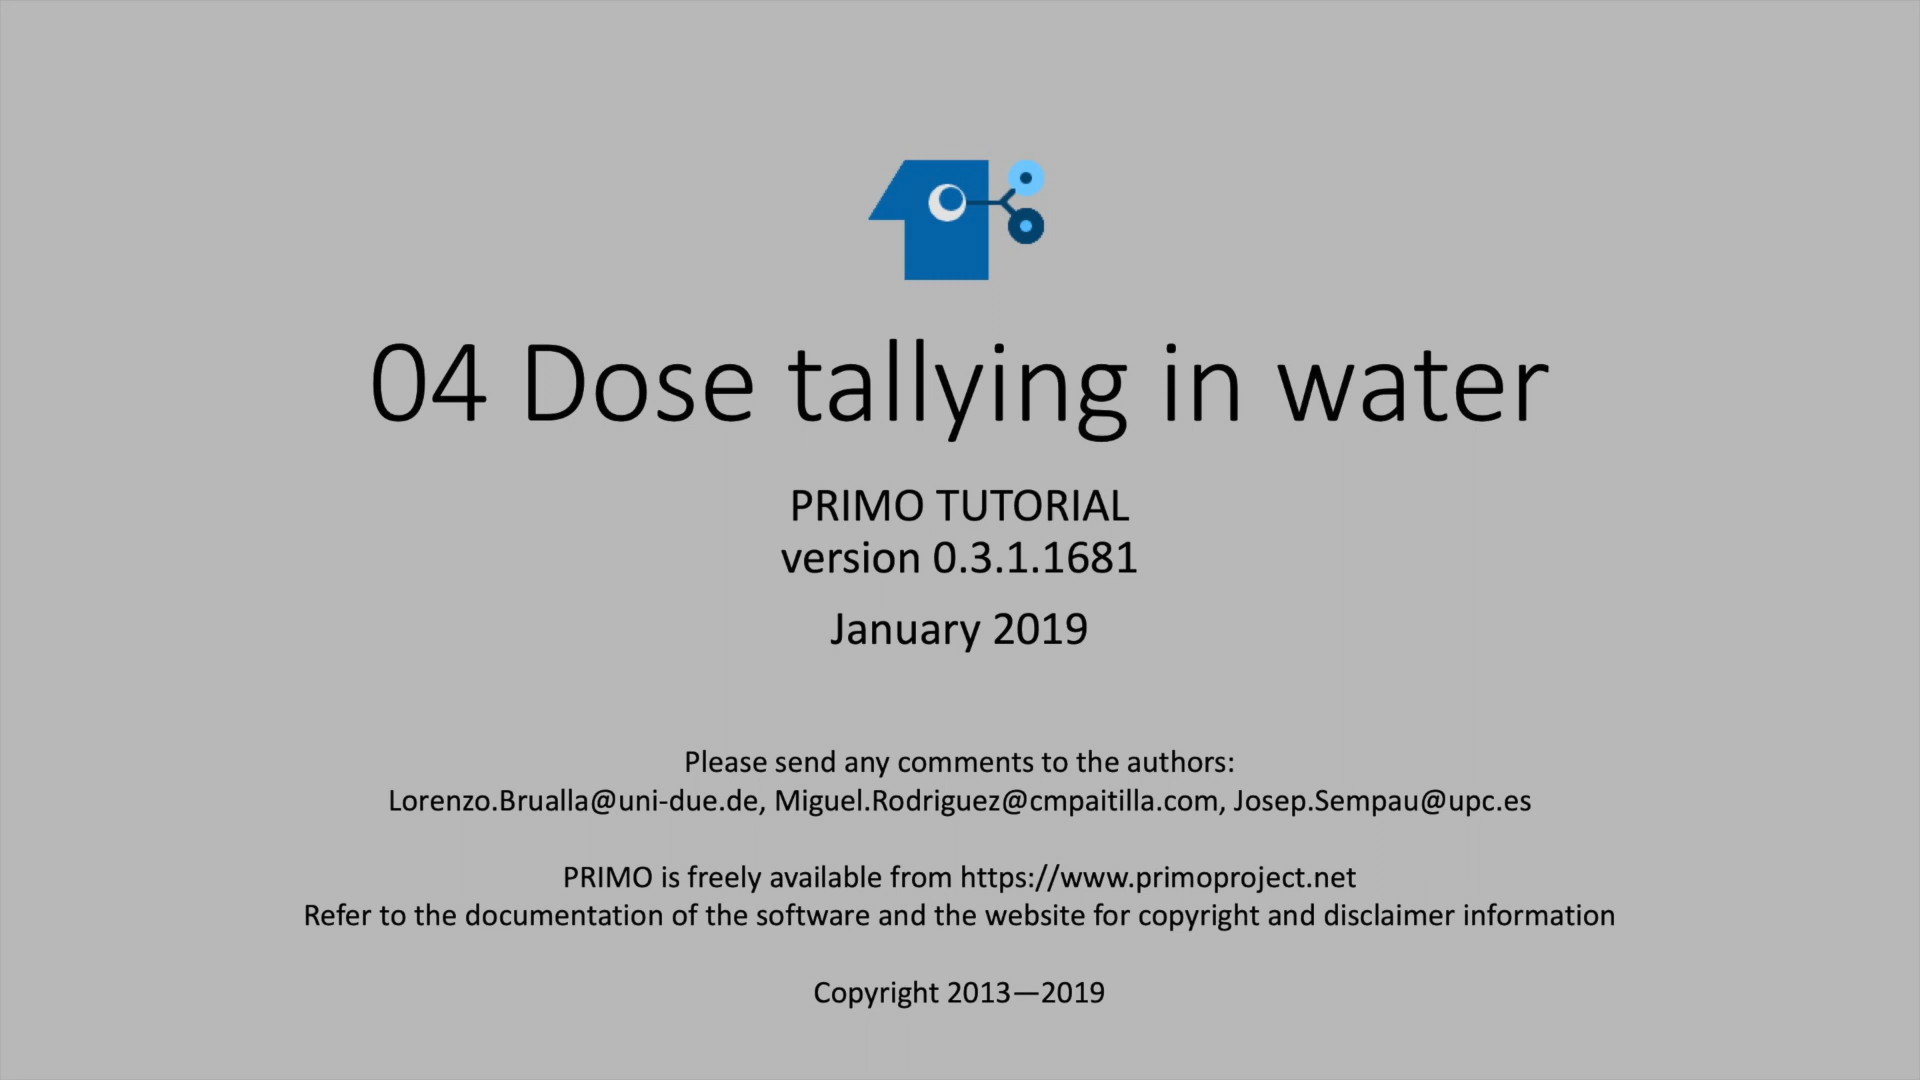 04 Dose tallying in water
PRIMO TUTORIAL
version 0.3.1.1681
January 2019
Please send any comments to the authors:
Lorenzo.Brualla@uni-due.de, Miguel.Rodriguez@cmpaitilla.com, Josep.Sempau@upc.es
PRIMO is freely available from https://www.primoproject.net
Refer to the documentation of the software and the website for copyright and disclaimer information
Copyright 2013—2019